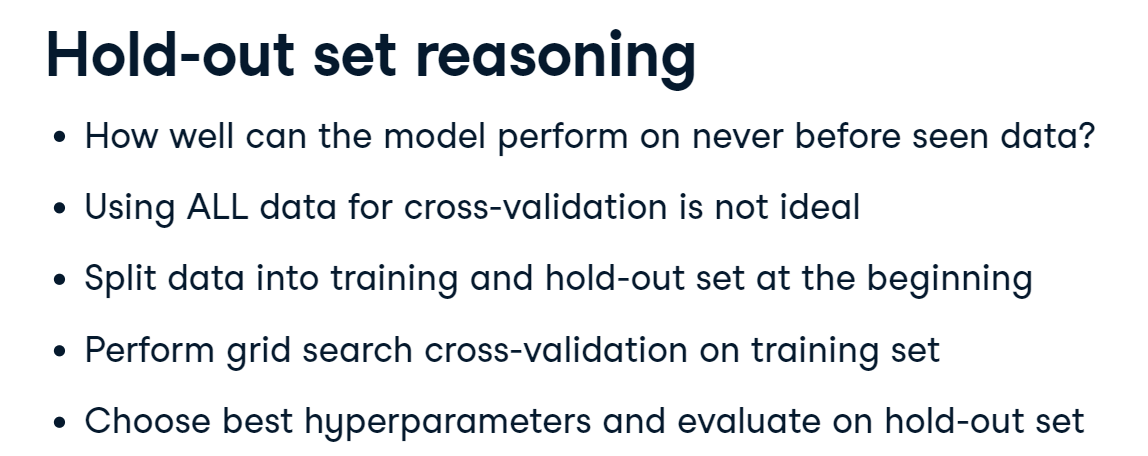 Hold-out set reasoning
• How well can the model perform on never before seen data?
• Using ALL data for cross-validation is not ideal
• Split data into training and hold-out set at the beginning
• Perform grid search cross-validation on training set
• Choose best hyperparameters and evaluate on hold-out set